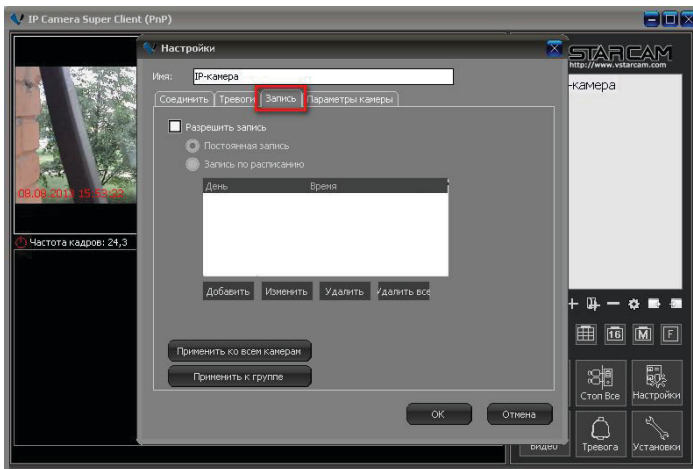 IP Camera Super Client (PnP)
Настройки
STARCAM
http://www.vstarcam.com
Имя: IP-камера
-камера
Соединить Тревоги Запись Параметры камеры
Разрешить запись
Постоянная запись
Запись по расписанию
08.08.2011 15:53:22
День Время
Частота кадров: 24,3
Добавить Изменить Удалить Удалить все
16 M F
Применить ко всем камерам
Применить к группе
Стоп Все Настройки
OK Отмена
Видео Тревога Установки